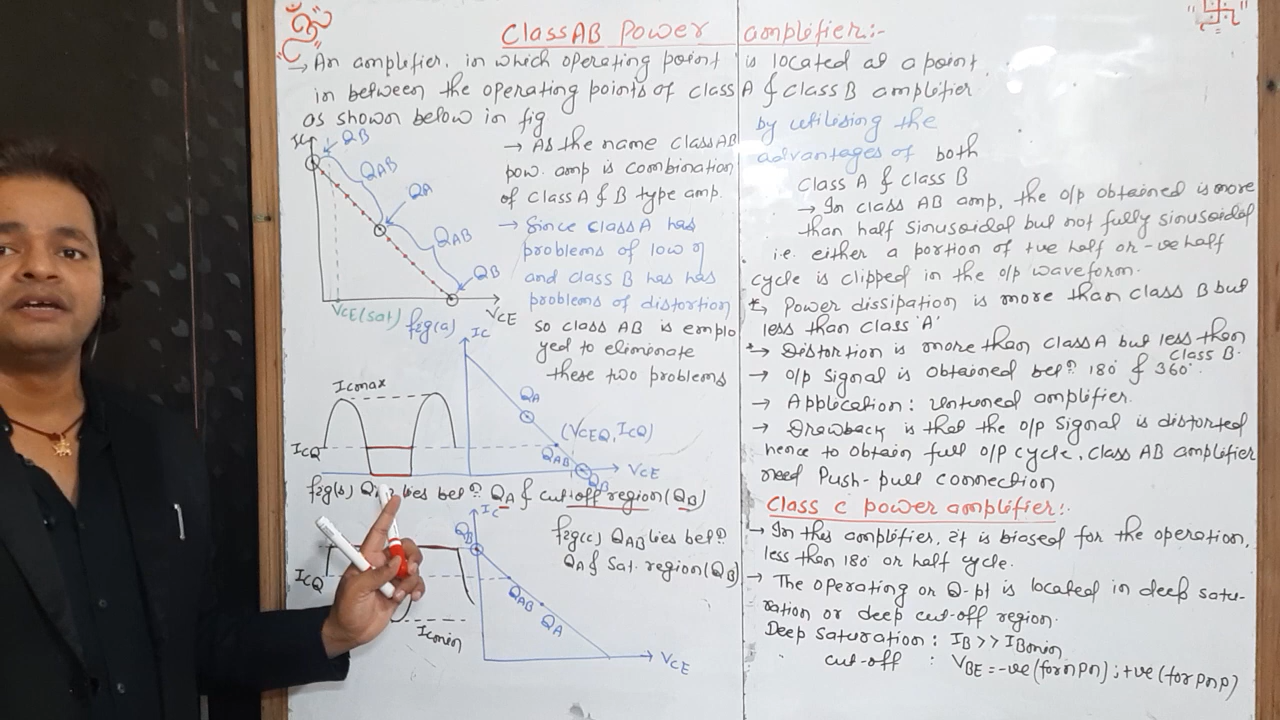 ॐ
Class AB Power amplifier:-
→ An amplifier, in which operating point is located at a point
in between the operating points of class A & class B amplifier
as shown below in fig
IC
QB
QAB
QA
QAB
QB
VCE(sat)
fig(a)
VCE
→ As the name class AB
pow. amp is combination
of class A & B type amp.
→ Since class A has
problems of low η
and class B has has
problems of distortion
so class AB is emplo
yed to eliminate
these two problems
ICmax
ICQ
IC
QA
(VCEQ, ICQ)
QAB
QB
VCE
fig(b) lies betn QA & cut-off region(QB)
IC
QB
ICQ
ICmin
QAB
QA
VCE
fig(c) QAB lies betn
QA & Sat. region(QB)
by utilising the
advantages of both
Class A & class B
→ In class AB amp, the o/p obtained is more
than half sinusoidal but not fully sinusoidal
i.e. either a portion of +ve half or -ve half
cycle is clipped in the o/p waveform.
→ Power dissipation is more than class B but
less than class 'A'
→ Distortion is more than class A but less then
class B.
→ o/p signal is obtained betn 180° & 360°.
→ Application: untuned amplifier.
→ Drawback is that the o/p signal is distorted
hence to obtain full o/p cycle, class AB amplifier
need Push-pull connection
Class c power amplifier:-
→ In this amplifier, it is biased for the operation,
less than 180° or half cycle.
→ The operating or Q-pt is located in deep satu-
ration or deep cut-off region.
Deep Saturation: IB >> IBmin
" cut-off : VBE = -ve (for npn); +ve (for pnp)